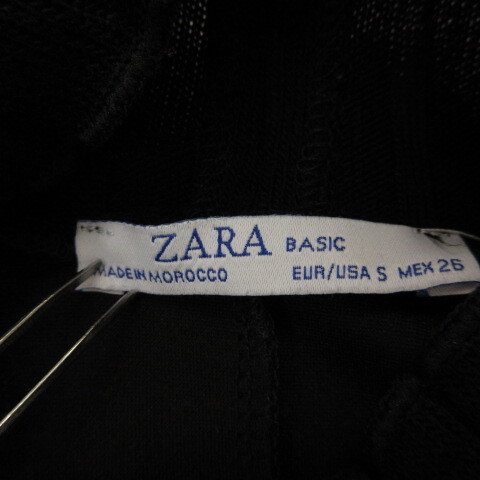 ZARA BASIC
MADE IN MOROCCO EUR/USA S MEX 26